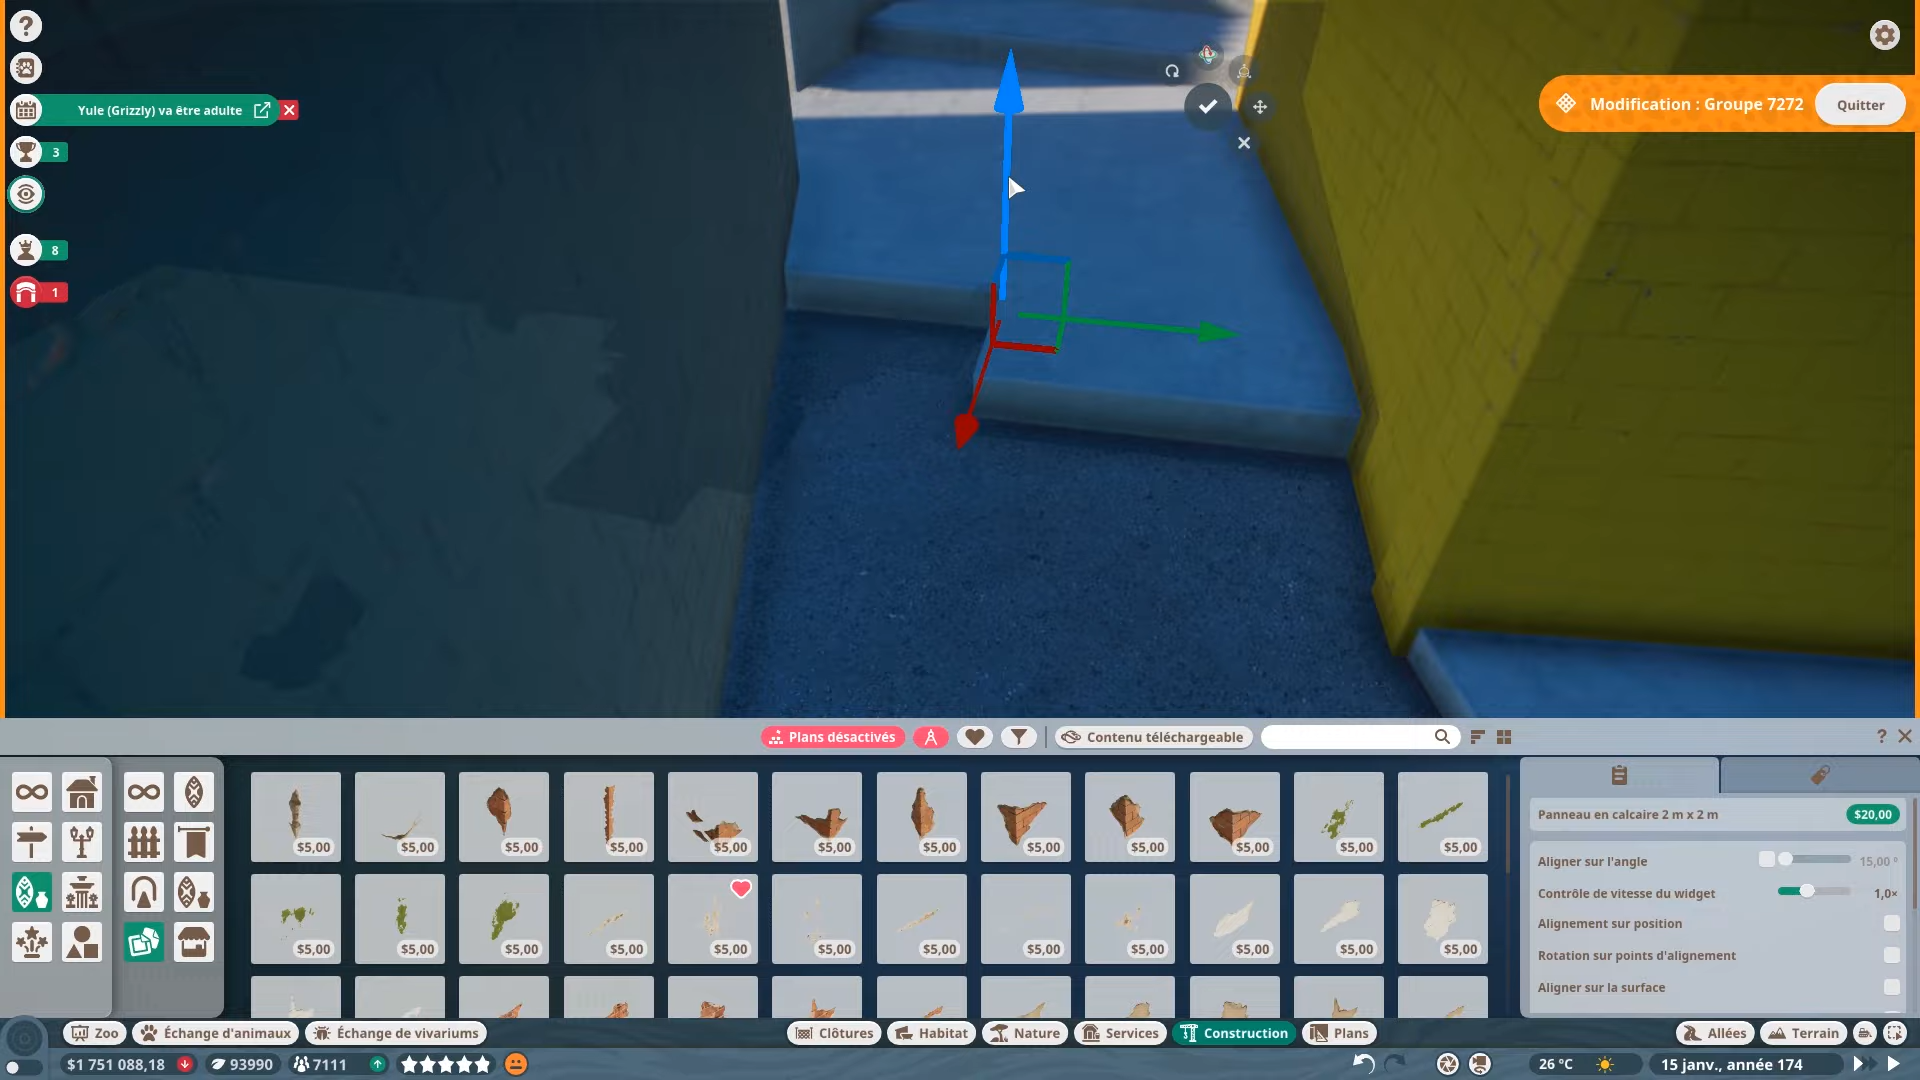 ?
Yule (Grizzly) va être adulte
3
8
1
Modification : Groupe 7272
Quitter
Plans désactivés
Contenu téléchargeable
?
$5,00 $5,00 $5,00 $5,00 $5,00 $5,00 $5,00 $5,00 $5,00 $5,00 $5,00 $5,00
$5,00 $5,00 $5,00 $5,00 $5,00 $5,00 $5,00 $5,00 $5,00 $5,00 $5,00 $5,00
Panneau en calcaire 2 m x 2 m
$20,00
Aligner sur l'angle
15,00 °
Contrôle de vitesse du widget
1,0×
Alignement sur position
Rotation sur points d'alignement
Aligner sur la surface
Zoo
Échange d'animaux
Échange de vivariums
Clôtures
Habitat
Nature
Services
Construction
Plans
Allées
Terrain
$1 751 088,18
93990
7111
26 °C
15 janv., année 174